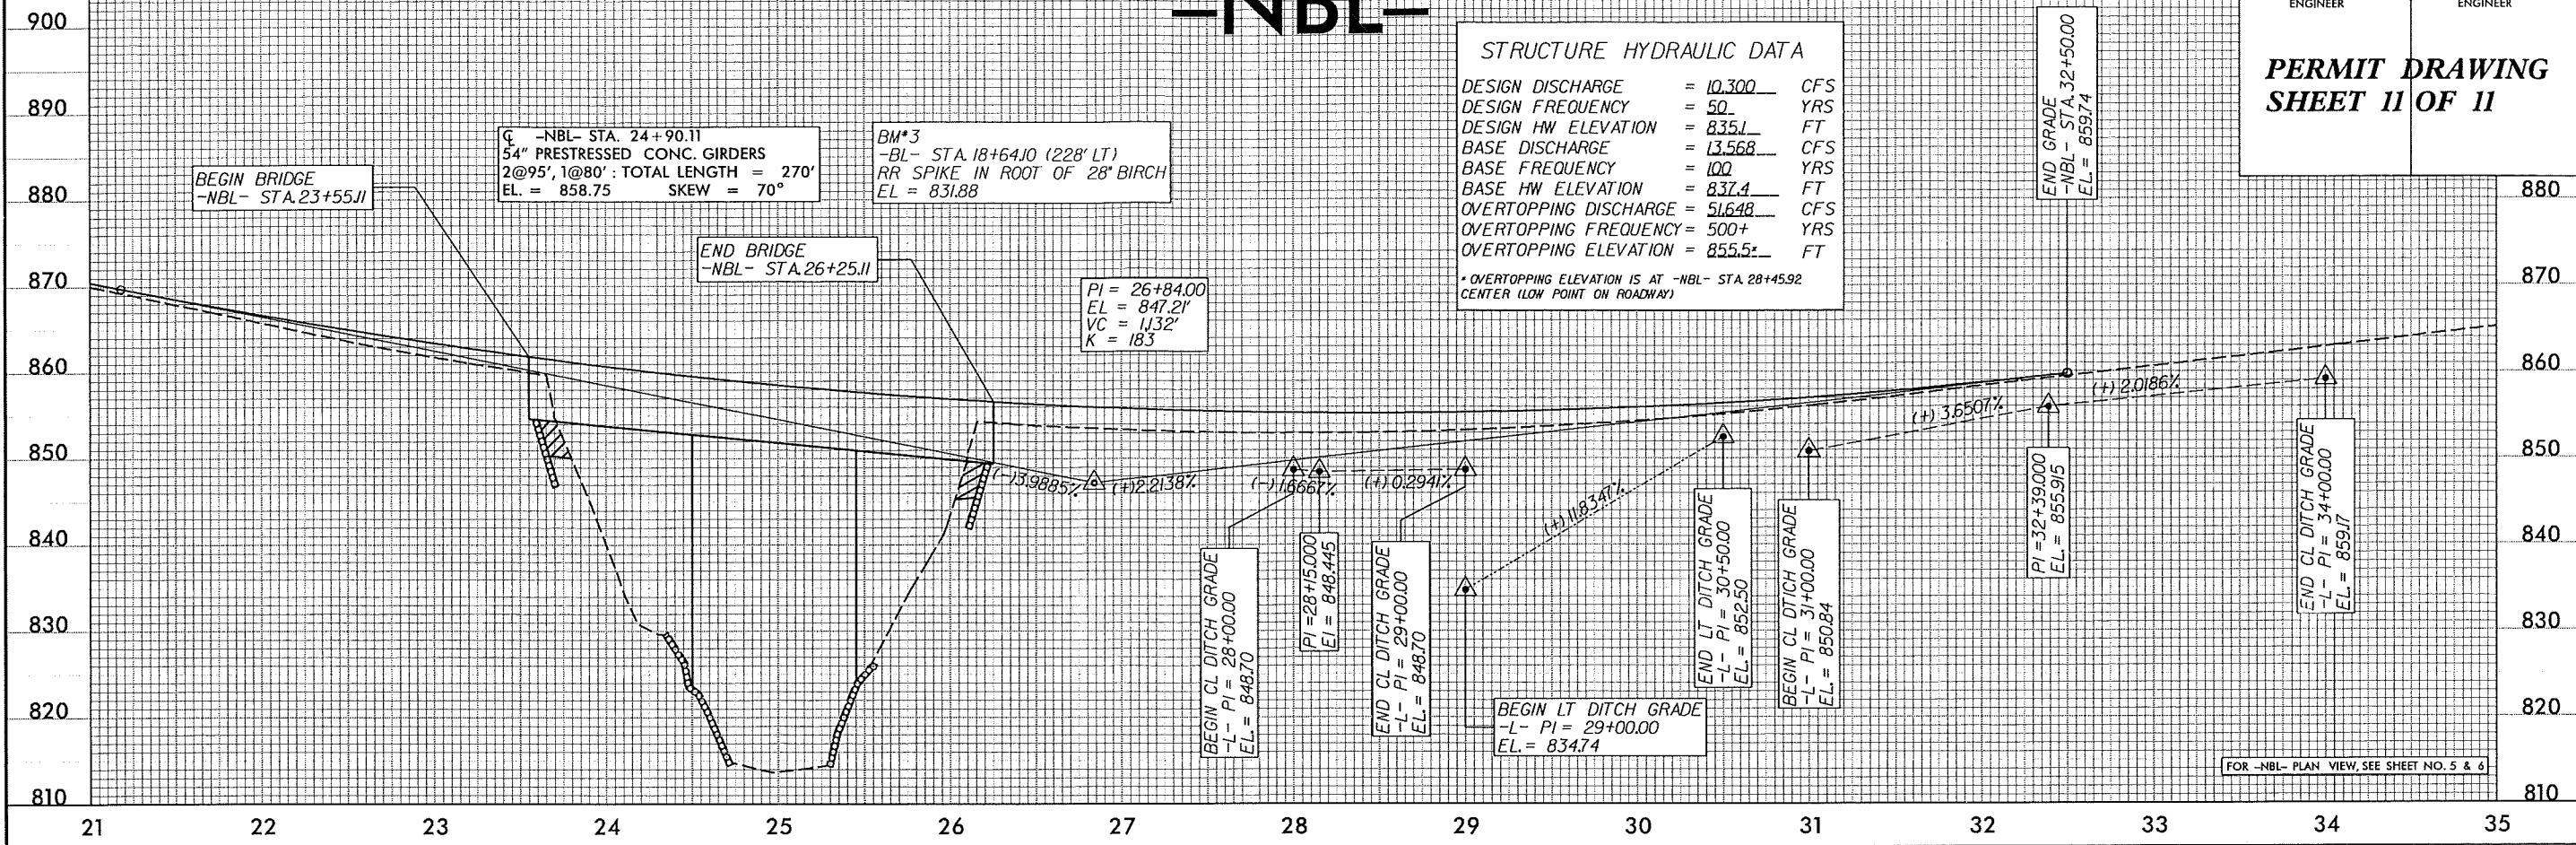 -NBL-
ENGINEER
ENGINEER
PERMIT DRAWING
SHEET 11 OF 11
900
890
880
870
860
850
840
830
820
810
BEGIN BRIDGE
-NBL- STA.23+55.11
℄ -NBL- STA. 24+90.11
54" PRESTRESSED CONC. GIRDERS
2@95', 1@80' : TOTAL LENGTH = 270'
EL. = 858.75 SKEW = 70°
BM#3
-BL- STA. 18+64.10 (228' LT)
RR SPIKE IN ROOT OF 28" BIRCH
EL = 831.88
END BRIDGE
-NBL- STA.26+25.11
PI = 26+84.00
EL = 847.21'
VC = 1,132'
K = 183
STRUCTURE HYDRAULIC DATA
DESIGN DISCHARGE = 10,300 CFS
DESIGN FREQUENCY = 50 YRS
DESIGN HW ELEVATION = 835.1 FT
BASE DISCHARGE = 13,568 CFS
BASE FREQUENCY = 100 YRS
BASE HW ELEVATION = 837.4 FT
OVERTOPPING DISCHARGE = 51,648 CFS
OVERTOPPING FREQUENCY= 500+ YRS
OVERTOPPING ELEVATION = 855.5* FT
* OVERTOPPING ELEVATION IS AT -NBL- STA. 28+45.92
CENTER (LOW POINT ON ROADWAY)
END GRADE
-NBL- STA.32+50.00
EL. = 859.74
(-)3.9885%
(+)2.2138%
(-)1.6667%
(+)0.2941%
(+)11.8347%
(+)3.6507%
(+)2.0186%
BEGIN CL DITCH GRADE
-L- PI = 28+00.00
EL. = 848.70
PI =28+15.000
El = 848.445
END CL DITCH GRADE
-L- PI = 29+00.00
EL. = 848.70
BEGIN LT DITCH GRADE
-L- PI = 29+00.00
EL. = 834.74
END LT DITCH GRADE
-L- PI = 30+50.00
EL. = 852.50
BEGIN CL DTICH GRADE
-L- PI = 31+00.00
EL. = 850.84
PI =32+39.000
EL. = 855.915
END CL DITCH GRADE
-L- PI = 34+00.00
EL. = 859.17
880
870
860
850
840
830
820
810
FOR -NBL- PLAN VIEW, SEE SHEET NO. 5 & 6
21 22 23 24 25 26 27 28 29 30 31 32 33 34 35